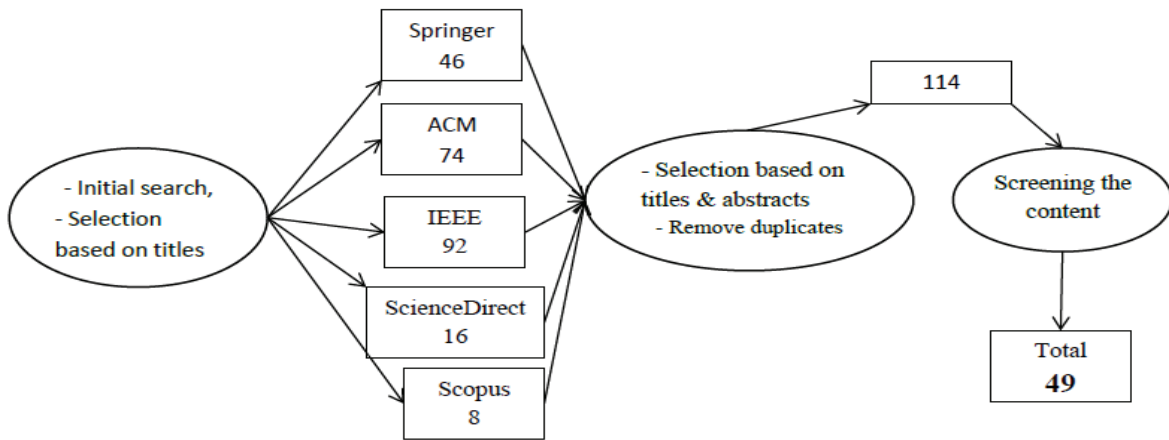 - Initial search,
- Selection
based on titles
Springer
46
ACM
74
IEEE
92
ScienceDirect
16
Scopus
8
- Selection based on
titles & abstracts
- Remove duplicates
114
Screening the
content
Total
49